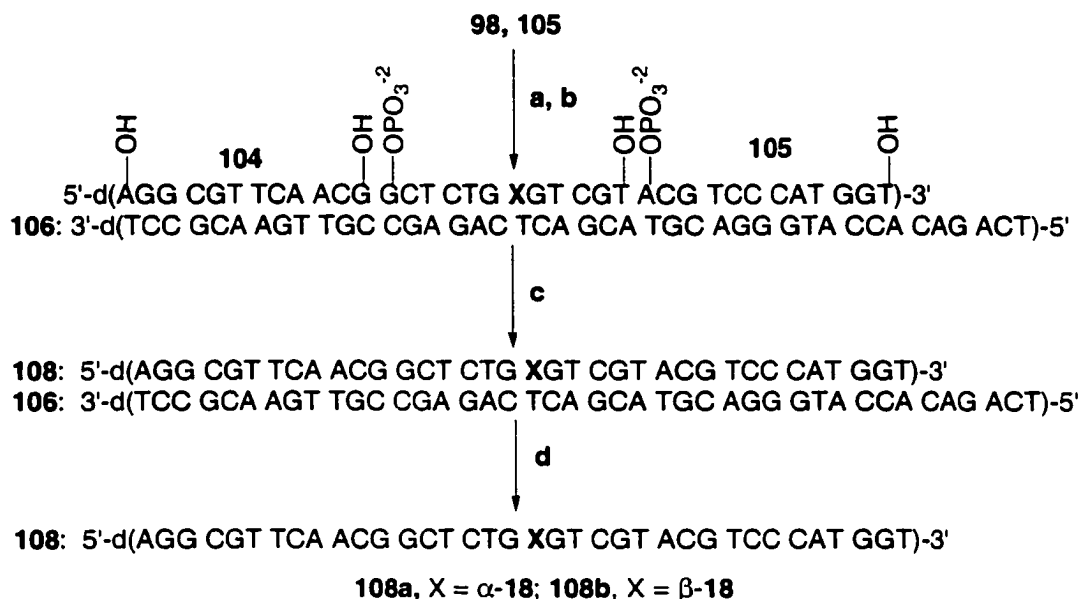 98, 105
a, b
OH OH OPO₃⁻² OH OPO₃⁻² OH
104 105
5'-d(AGG CGT TCA ACG GCT CTG XGT CGT ACG TCC CAT GGT)-3'
106: 3'-d(TCC GCA AGT TGC CGA GAC TCA GCA TGC AGG GTA CCA CAG ACT)-5'
c
108: 5'-d(AGG CGT TCA ACG GCT CTG XGT CGT ACG TCC CAT GGT)-3'
106: 3'-d(TCC GCA AGT TGC CGA GAC TCA GCA TGC AGG GTA CCA CAG ACT)-5'
d
108: 5'-d(AGG CGT TCA ACG GCT CTG XGT CGT ACG TCC CAT GGT)-3'
108a, X = α-18; 108b, X = β-18